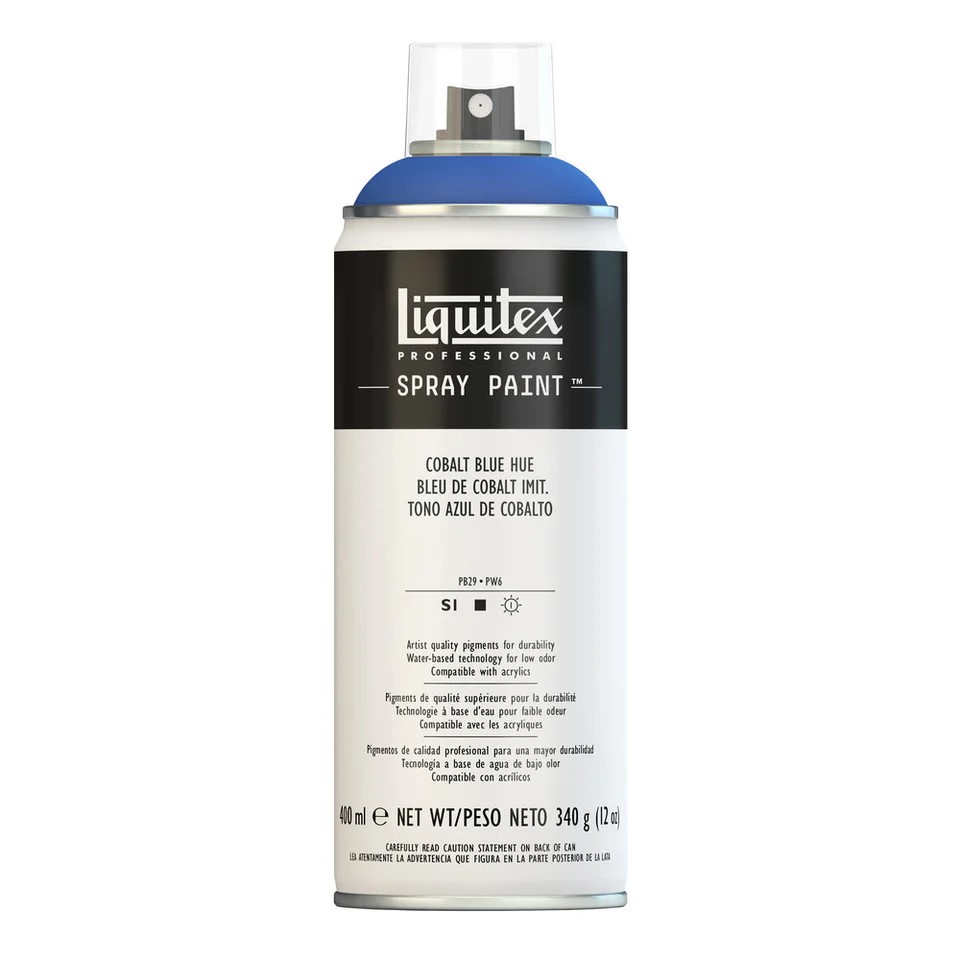 Liquitex
PROFESSIONAL
SPRAY PAINT™
COBALT BLUE HUE
BLEU DE COBALT IMIT.
TONO AZUL DE COBALTO
PB29 • PW6
SI ■ I
Artist quality pigments for durability
Water-based technology for low odor
Compatible with acrylics
Pigments de qualité supérieure pour la durabilité
Technologie à base d'eau pour faible odeur
Compatible avec les acryliques
Pigmentos de calidad profesional para una mayor durabilidad
Tecnología a base de agua de bajo olor
Compatible con acrílicos
400 ml ℮ NET WT/PESO NETO 340 g (12 oz)
CAREFULLY READ CAUTION STATEMENT ON BACK OF CAN
LEA ATENTAMENTE LA ADVERTENCIA QUE FIGURA EN LA PARTE POSTERIOR DE LA LATA